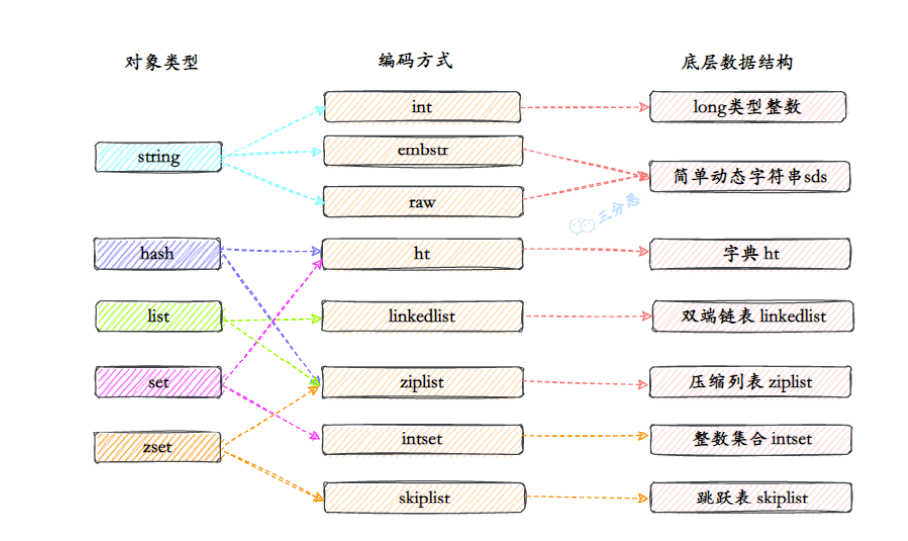 对象类型 编码方式 底层数据结构
int long类型整数
string embstr 简单动态字符串sds
raw
三分恶
hash ht 字典 ht
list linkedlist 双端链表 linkedlist
set ziplist 压缩列表 ziplist
zset intset 整数集合 intset
skiplist 跳跃表 skiplist